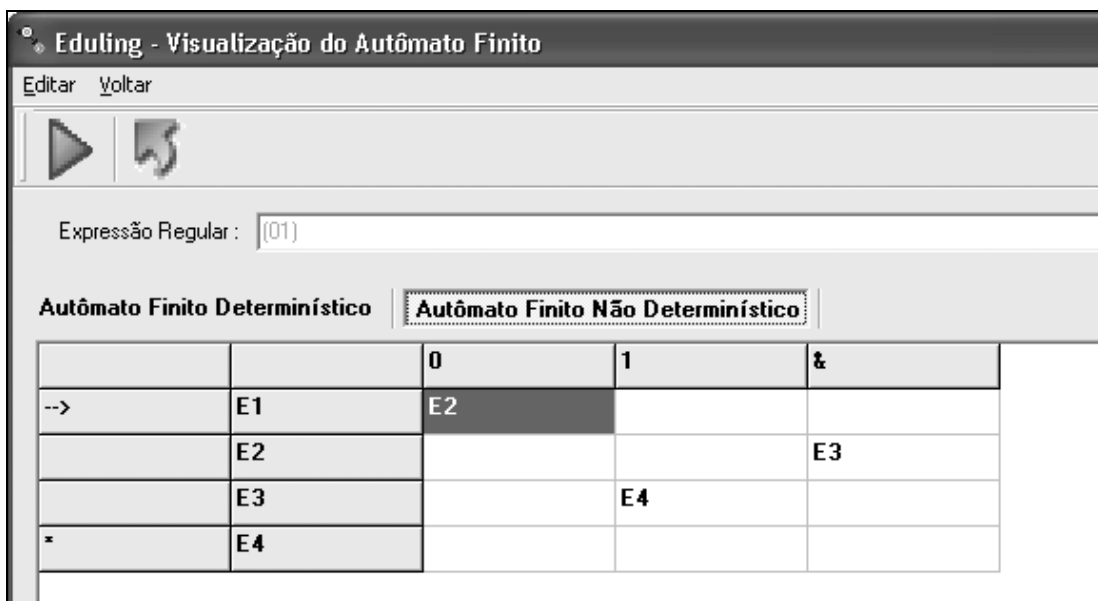 Eduling - Visualização do Autômato Finito
Editar Voltar
Expressão Regular : (01)
Autômato Finito Determinístico Autômato Finito Não Determinístico
0 1 &
--> E1 E2
E2 E3
E3 E4
* E4